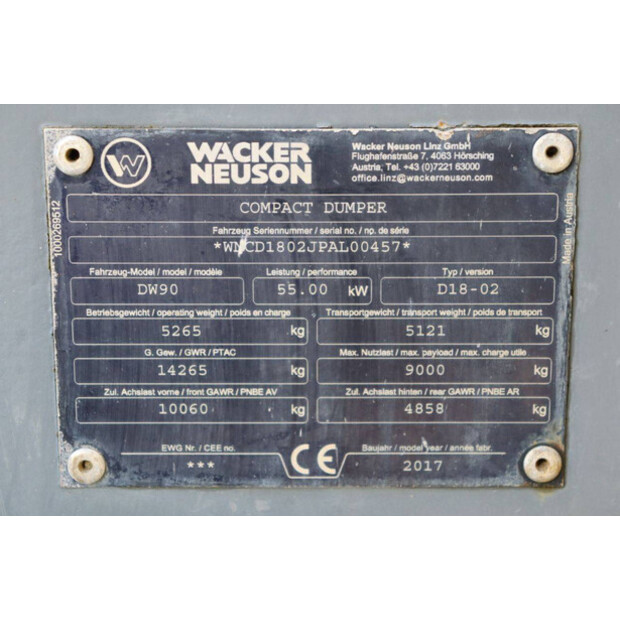 W
WACKER
NEUSON
Wacker Neuson Linz GmbH
Flughafenstraße 7, 4063 Hörsching
Austria, Tel. +43 (0)7221 63000
office.linz@wackerneuson.com
1000269512
Made in Austria
COMPACT DUMPER
Fahrzeug Seriennummer / serial no. / no. de série
*WNCD1802JPAL00457*
Fahrzeug-Model / model / modèle
Leistung / performance
Typ / version
DW90
55.00 kW
D18-02
Betriebsgewicht / operating weight / poids en charge
Transportgewicht / transport weight / poids de transport
5265 kg
5121 kg
G. Gew. / GWR / PTAC
Max. Nutzlast / max. payload / max. charge utile
14265 kg
9000 kg
Zul. Achslast vorne / front GAWR / PNBE AV
Zul. Achslast hinten / rear GAWR / PNBE AR
10060 kg
4858 kg
EWG Nr. / CEE no.
Baujahr / model year / année fabr.
***
CE
2017